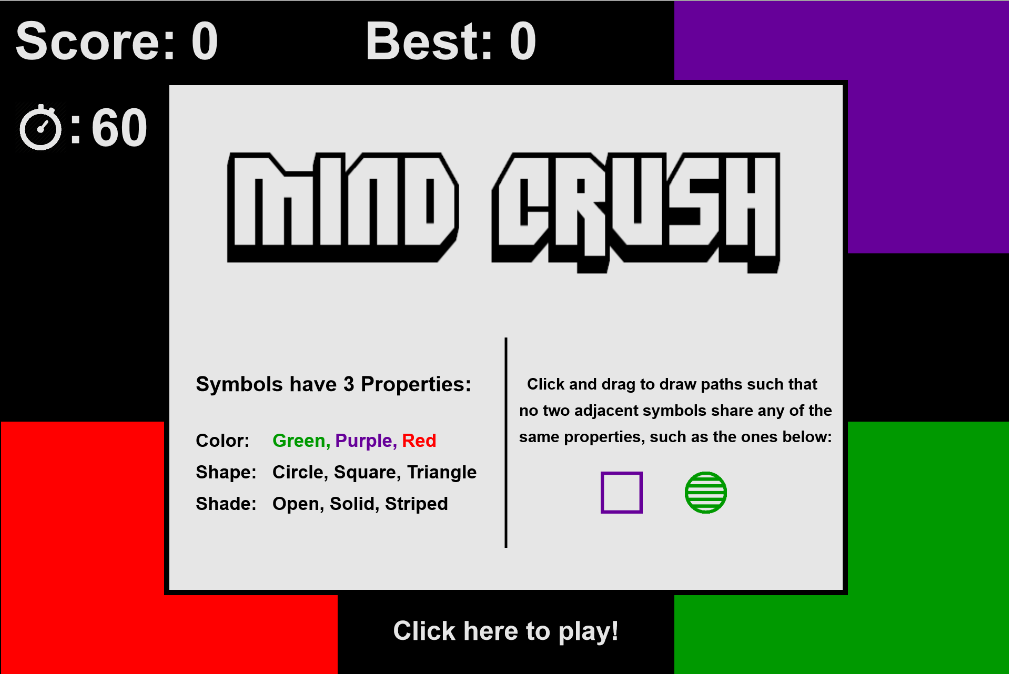 Score: 0
Best: 0
:60
MIND CRUSH
Symbols have 3 Properties:
Color: Green, Purple, Red
Shape: Circle, Square, Triangle
Shade: Open, Solid, Striped
Click and drag to draw paths such that
no two adjacent symbols share any of the
same properties, such as the ones below:
Click here to play!